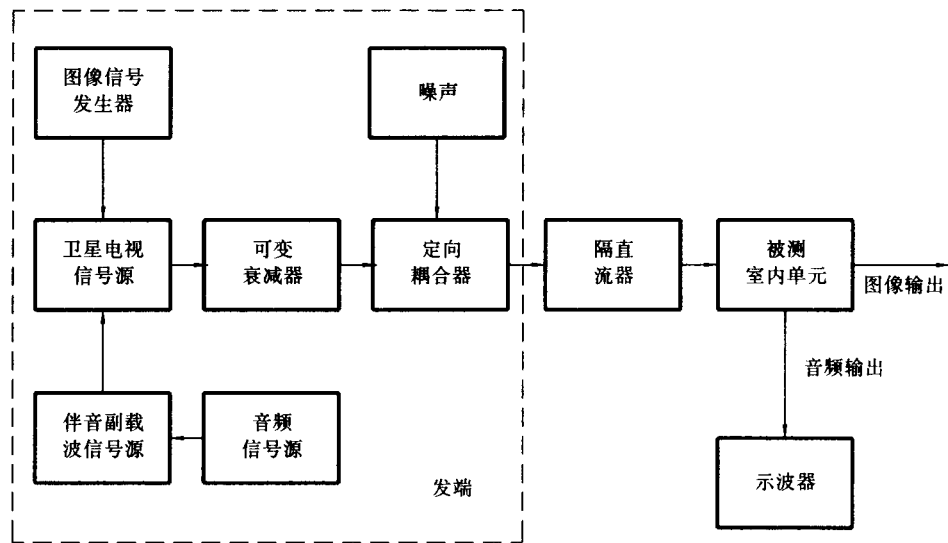 图像信号
发生器
噪声
卫星电视
信号源
可变
衰减器
定向
耦合器
隔直
流器
被测
室内单元
图像输出
音频输出
伴音副载
波信号源
音频
信号源
发端
示波器